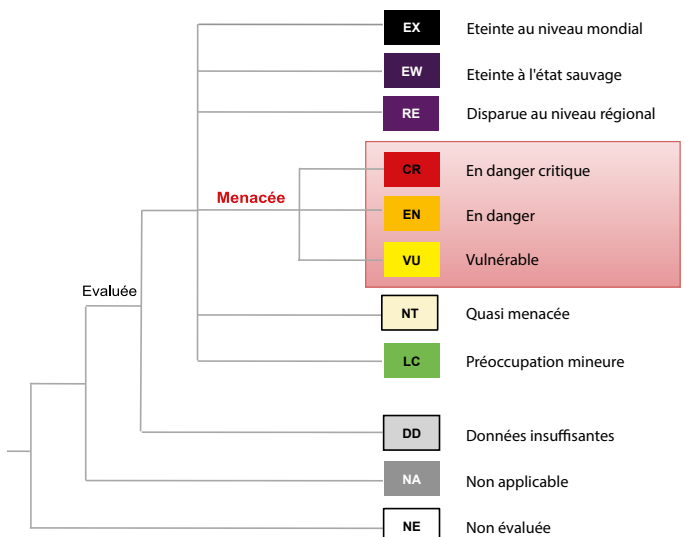 EX Eteinte au niveau mondial
EW Eteinte à l'état sauvage
RE Disparue au niveau régional
CR En danger critique
Menacée
EN En danger
VU Vulnérable
Evaluée
NT Quasi menacée
LC Préoccupation mineure
DD Données insuffisantes
NA Non applicable
NE Non évaluée